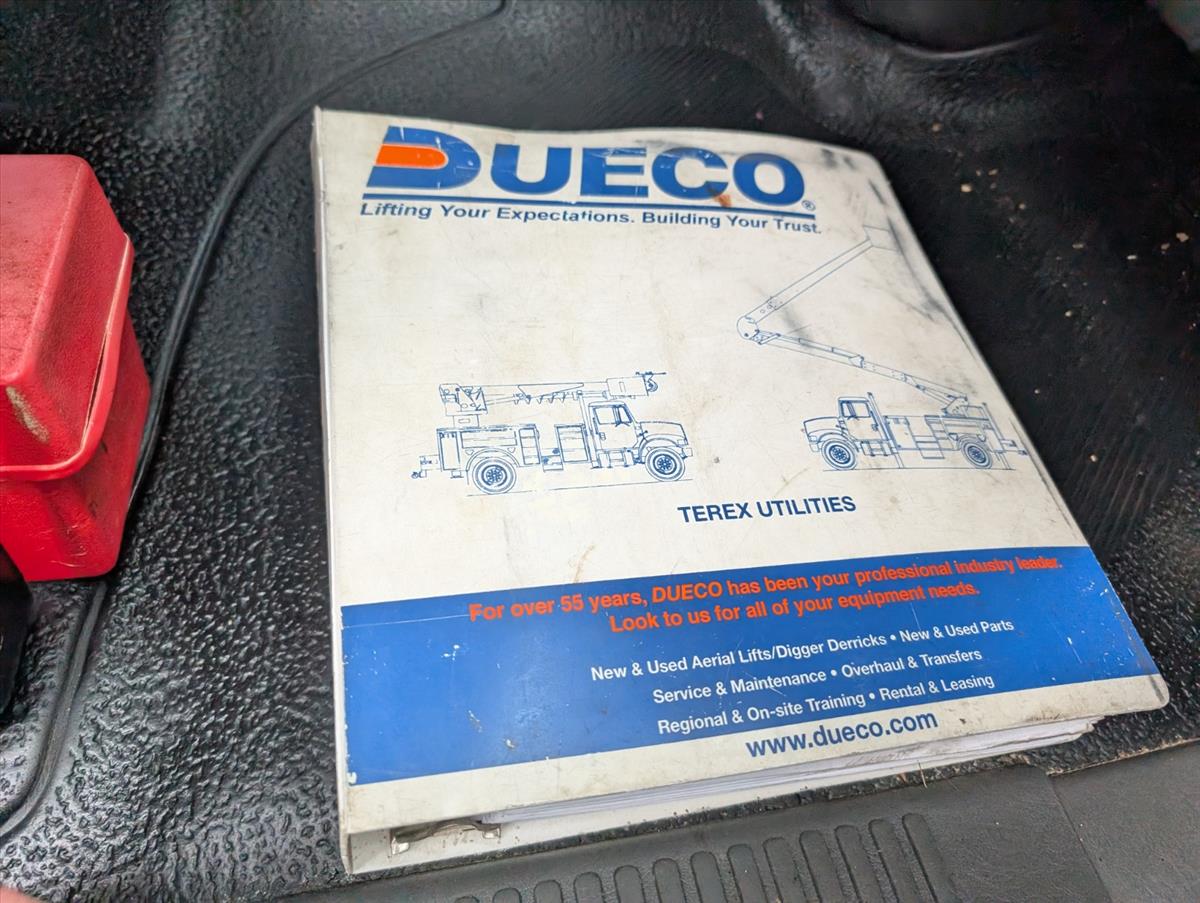 DUECO®
Lifting Your Expectations. Building Your Trust.
TEREX UTILITIES
For over 55 years, DUECO has been your professional industry leader.
Look to us for all of your equipment needs.
New & Used Aerial Lifts/Digger Derricks • New & Used Parts
Service & Maintenance • Overhaul & Transfers
Regional & On-site Training • Rental & Leasing
www.dueco.com